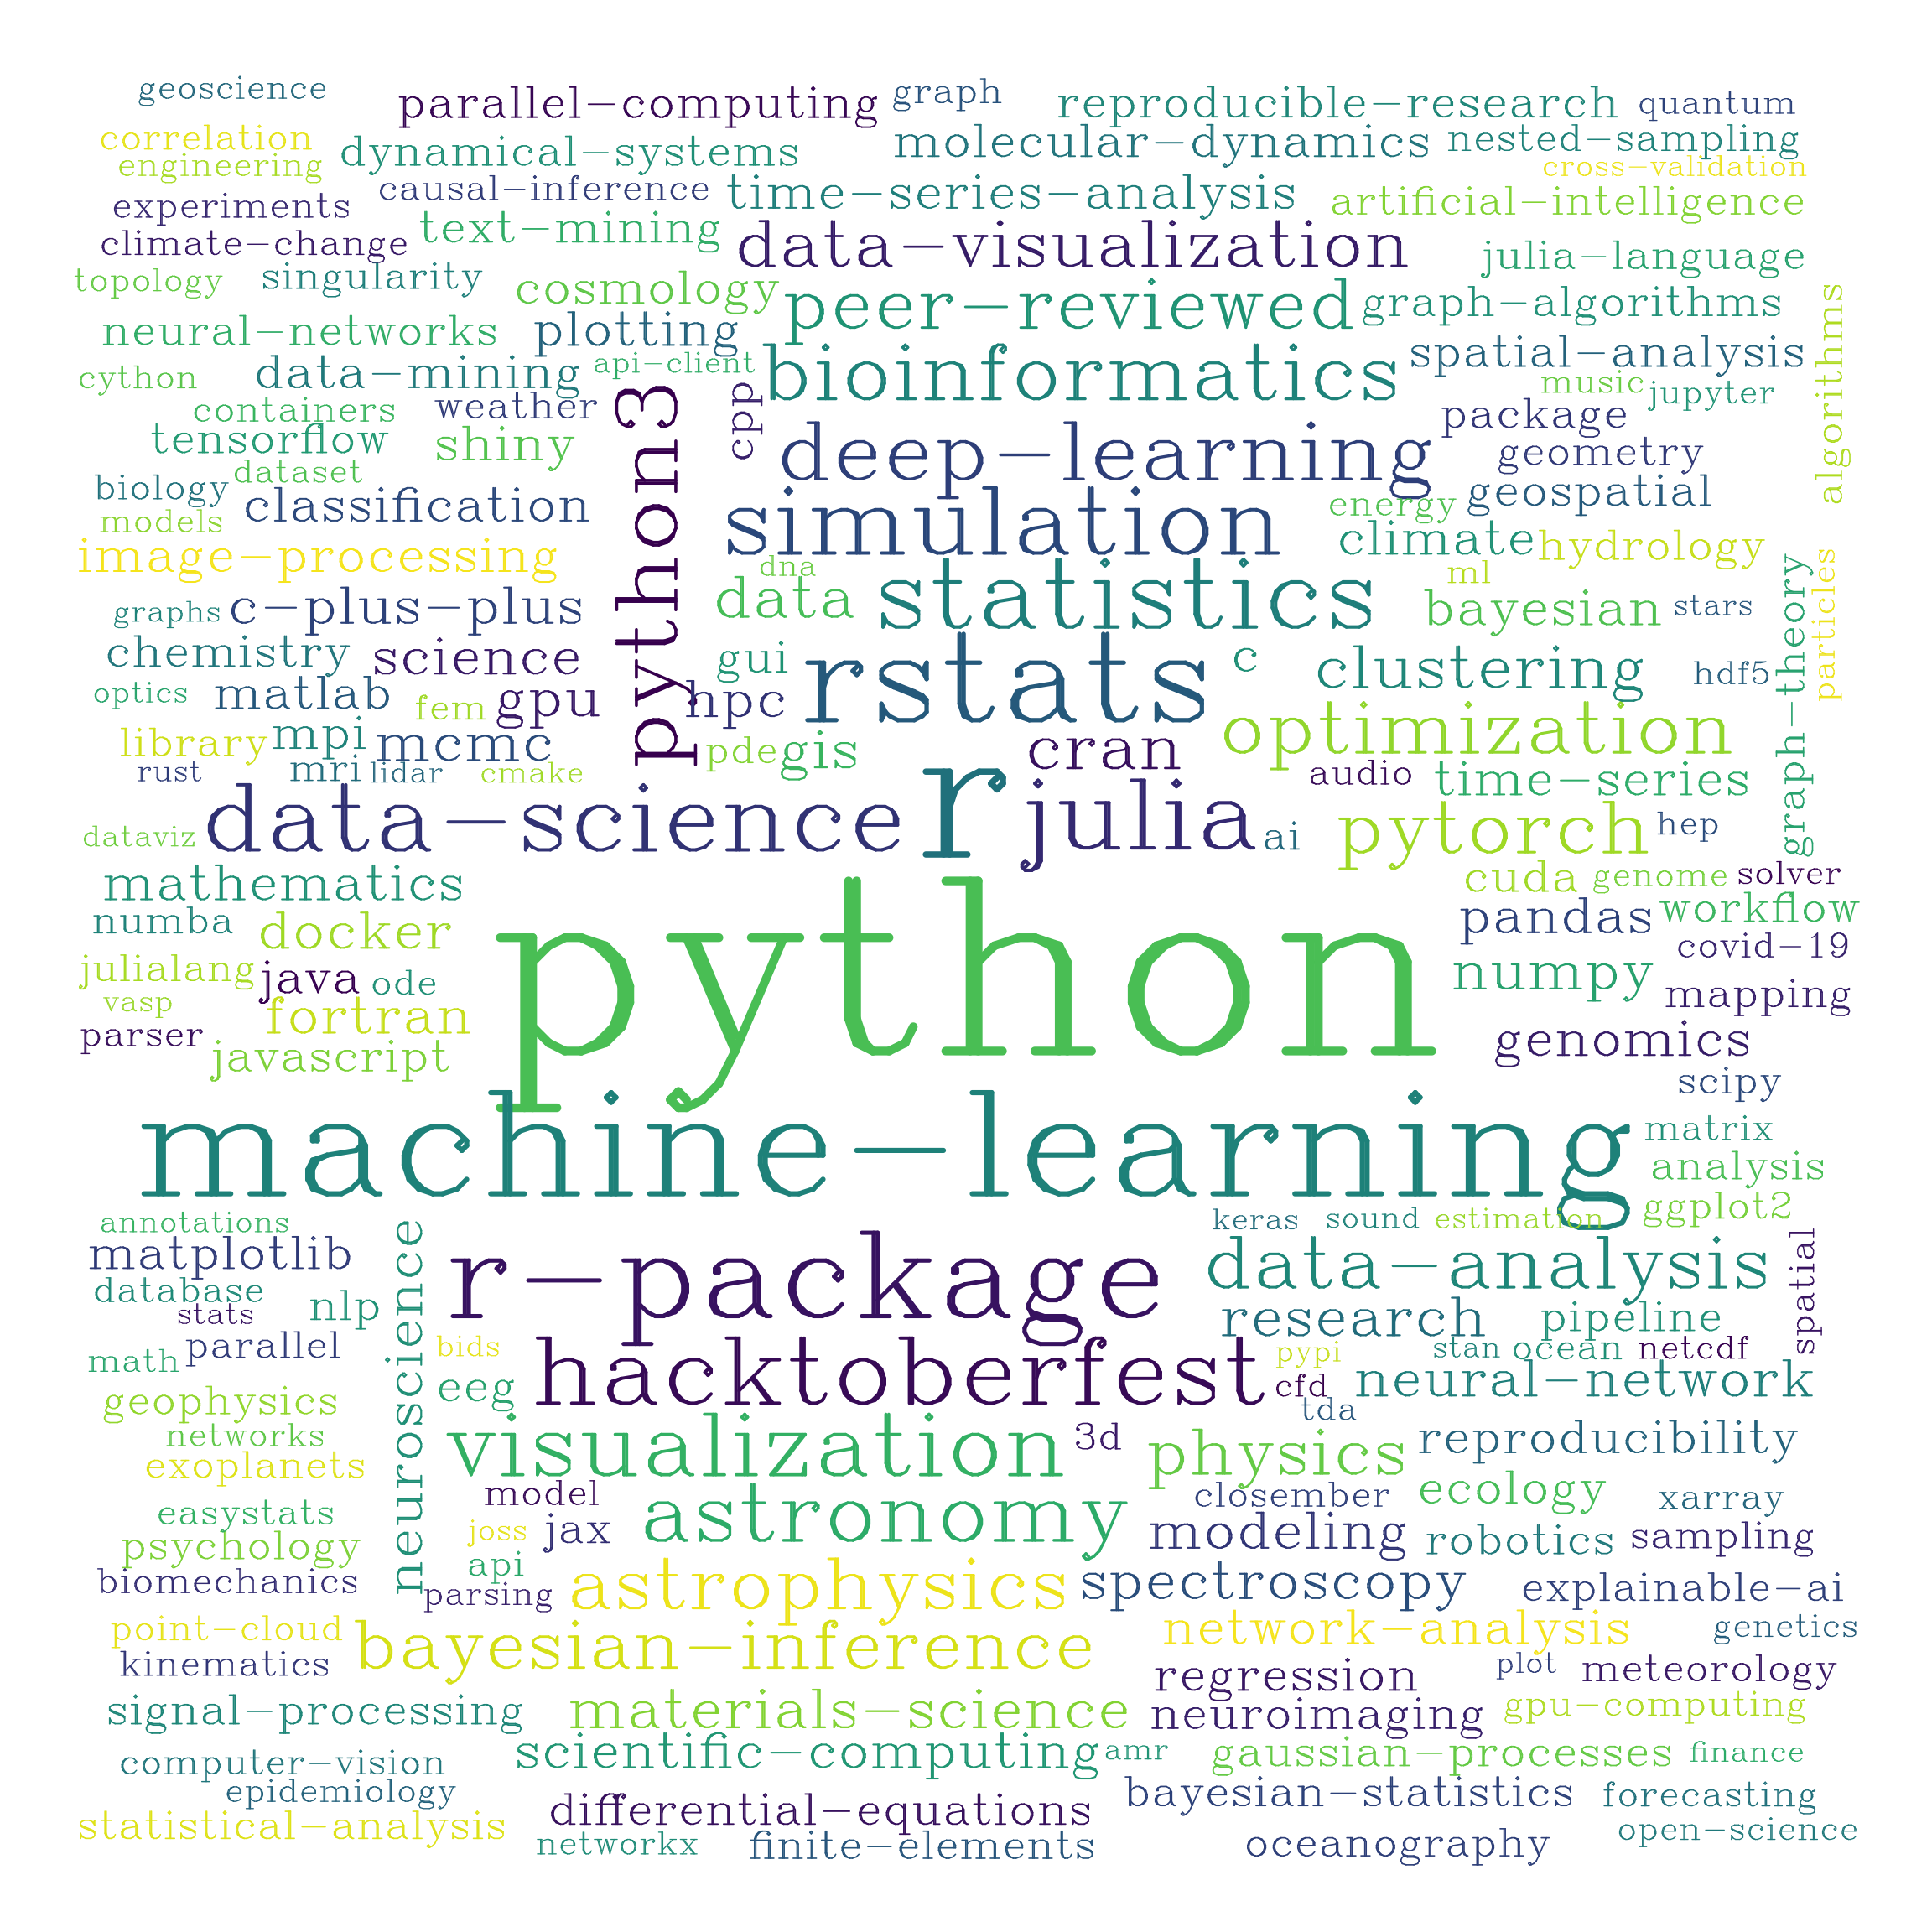 geoscience
parallel-computing
graph
reproducible-research
quantum
correlation
dynamical-systems
molecular-dynamics
nested-sampling
engineering
causal-inference
time-series-analysis
cross-validation
experiments
text-mining
artificial-intelligence
climate-change
data-visualization
julia-language
topology
singularity
cosmology
peer-reviewed
graph-algorithms
algorithms
neural-networks
plotting
api-client
bioinformatics
spatial-analysis
cython
data-mining
python3
cpp
music
jupyter
containers
weather
package
tensorflow
shiny
deep-learning
geometry
dataset
biology
classification
simulation
energy
geospatial
models
image-processing
climate
hydrology
dna
data
statistics
ml
bayesian
stars
graph-theory
particles
graphs
c-plus-plus
chemistry
science
gui
rstats
c
clustering
hdf5
optics
matlab
fem
gpu
hpc
optimization
library
mpi
mcmc
pde
gis
cran
rust
mri
lidar
cmake
audio
time-series
dataviz
data-science
r
julia
ai
pytorch
hep
mathematics
cuda
genome
solver
numba
docker
python
pandas
workflow
covid-19
julialang
java
ode
numpy
vasp
fortran
mapping
parser
javascript
genomics
scipy
machine-learning
matrix
analysis
annotations
keras
sound
estimation
ggplot2
matplotlib
neuroscience
r-package
data-analysis
spatial
database
stats
nlp
research
pipeline
parallel
math
bids
hacktoberfest
pypi
stan
ocean
netcdf
geophysics
eeg
cfd
neural-network
tda
networks
visualization
3d
physics
reproducibility
exoplanets
model
closember
ecology
xarray
easystats
joss
jax
astronomy
modeling
robotics
sampling
psychology
api
biomechanics
parsing
astrophysics
spectroscopy
explainable-ai
point-cloud
bayesian-inference
network-analysis
genetics
kinematics
regression
plot
meteorology
signal-processing
materials-science
neuroimaging
gpu-computing
computer-vision
scientific-computing
amr
gaussian-processes
finance
epidemiology
bayesian-statistics
forecasting
statistical-analysis
differential-equations
open-science
networkx
finite-elements
oceanography